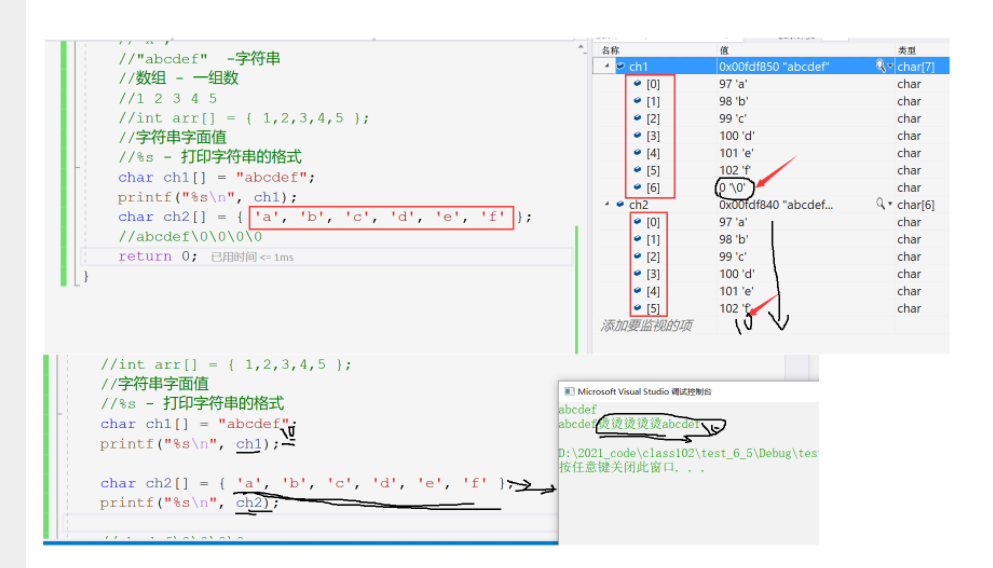 //"abcdef"  -字符串
//数组 - 一组数
//1 2 3 4 5
//int arr[] = { 1,2,3,4,5 };
//字符串字面值
//%s - 打印字符串的格式
char ch1[] = "abcdef";
printf("%s\n", ch1);
char ch2[] = { 'a', 'b', 'c', 'd', 'e', 'f' };
//abcdef\0\0\0\0
return 0; 已用时间 <= 1ms
}
名称 值 类型
ch1 0x00fdf850 "abcdef" char[7]
[0] 97 'a' char
[1] 98 'b' char
[2] 99 'c' char
[3] 100 'd' char
[4] 101 'e' char
[5] 102 'f' char
[6] 0 '\0' char
ch2 0x00fdf840 "abcdef... char[6]
[0] 97 'a' char
[1] 98 'b' char
[2] 99 'c' char
[3] 100 'd' char
[4] 101 'e' char
[5] 102 'f' char
\0
添加要监视的项
//int arr[] = { 1,2,3,4,5 };
//字符串字面值
//%s - 打印字符串的格式
char ch1[] = "abcdef";
\0
printf("%s\n", ch1);
char ch2[] = { 'a', 'b', 'c', 'd', 'e', 'f' };
printf("%s\n", ch2);
Microsoft Visual Studio 调试控制台
abcdef
abcdef烫烫烫烫烫abcdef
\0
D:\2021_code\class102\test_6_5\Debug\tes
按任意键关闭此窗口. . .